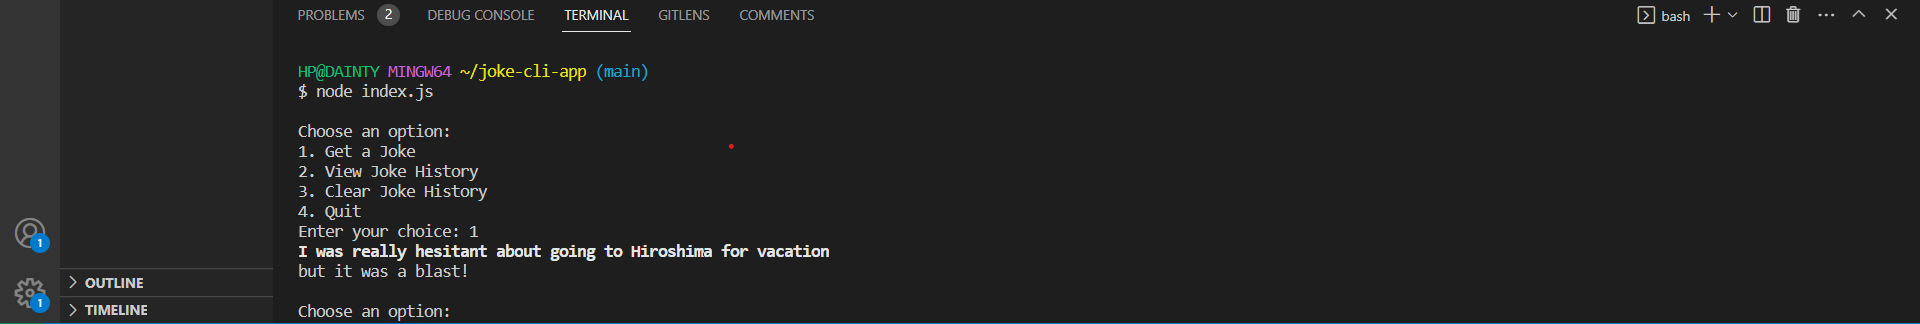 PROBLEMS 2 DEBUG CONSOLE TERMINAL GITLENS COMMENTS bash
HP@DAINTY MINGW64 ~/joke-cli-app (main)
$ node index.js
Choose an option:
1. Get a Joke
2. View Joke History
3. Clear Joke History
4. Quit
Enter your choice: 1
I was really hesitant about going to Hiroshima for vacation
but it was a blast!
Choose an option:
1
1
OUTLINE
TIMELINE